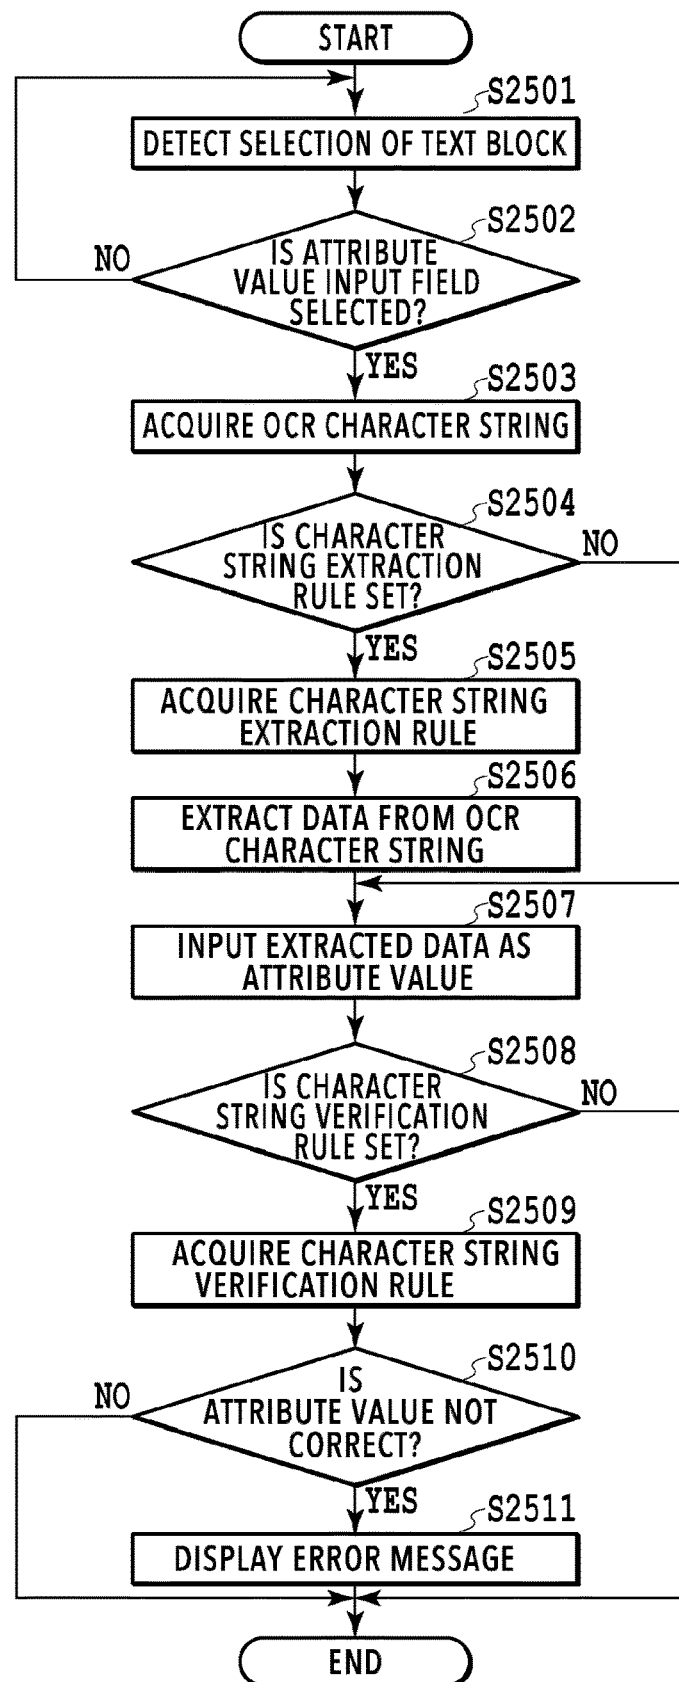 START
S2501
DETECT SELECTION OF TEXT BLOCK
S2502
IS ATTRIBUTE
VALUE INPUT FIELD
SELECTED?
NO
YES
S2503
ACQUIRE OCR CHARACTER STRING
S2504
IS CHARACTER
STRING EXTRACTION
RULE SET?
NO
YES
S2505
ACQUIRE CHARACTER STRING
EXTRACTION RULE
S2506
EXTRACT DATA FROM OCR
CHARACTER STRING
S2507
INPUT EXTRACTED DATA AS
ATTRIBUTE VALUE
S2508
IS CHARACTER
STRING VERIFICATION
RULE SET?
NO
YES
S2509
ACQUIRE CHARACTER STRING
VERIFICATION RULE
S2510
IS
ATTRIBUTE VALUE NOT
CORRECT?
NO
YES
S2511
DISPLAY ERROR MESSAGE
END